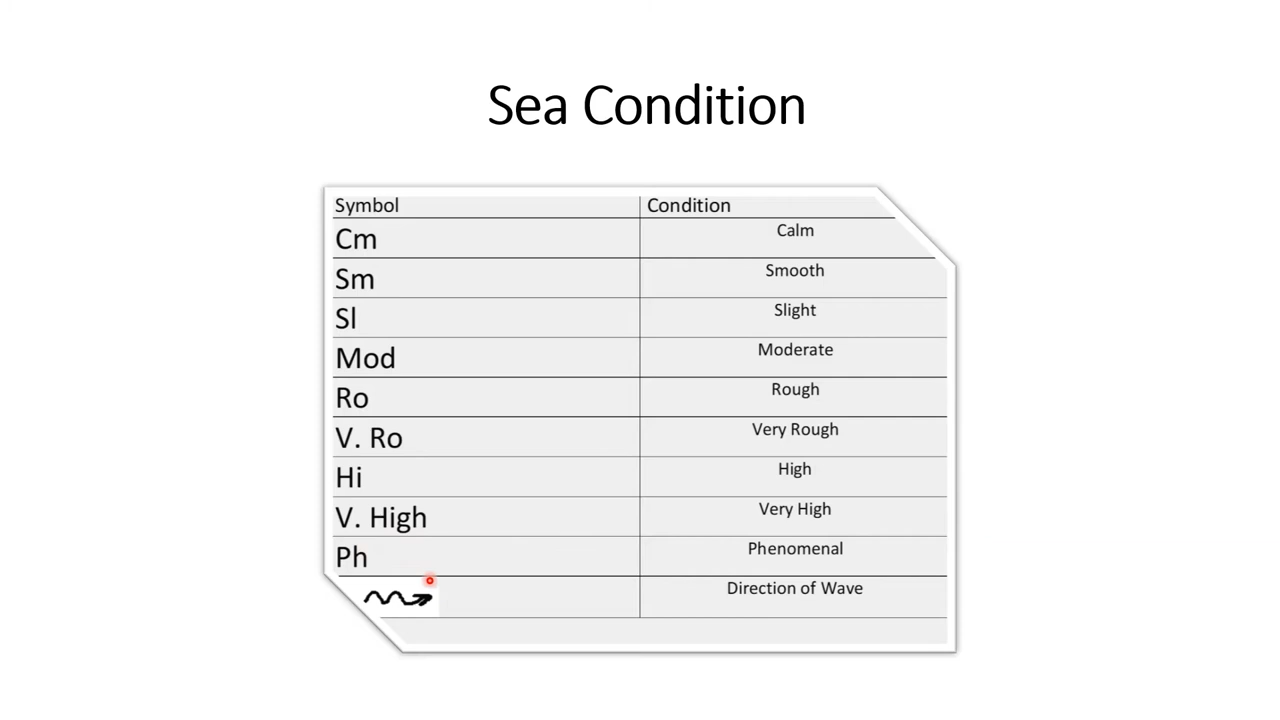 Sea Condition
Symbol Condition
Cm Calm
Sm Smooth
Sl Slight
Mod Moderate
Ro Rough
V. Ro Very Rough
Hi High
V. High Very High
Ph Phenomenal
Direction of Wave